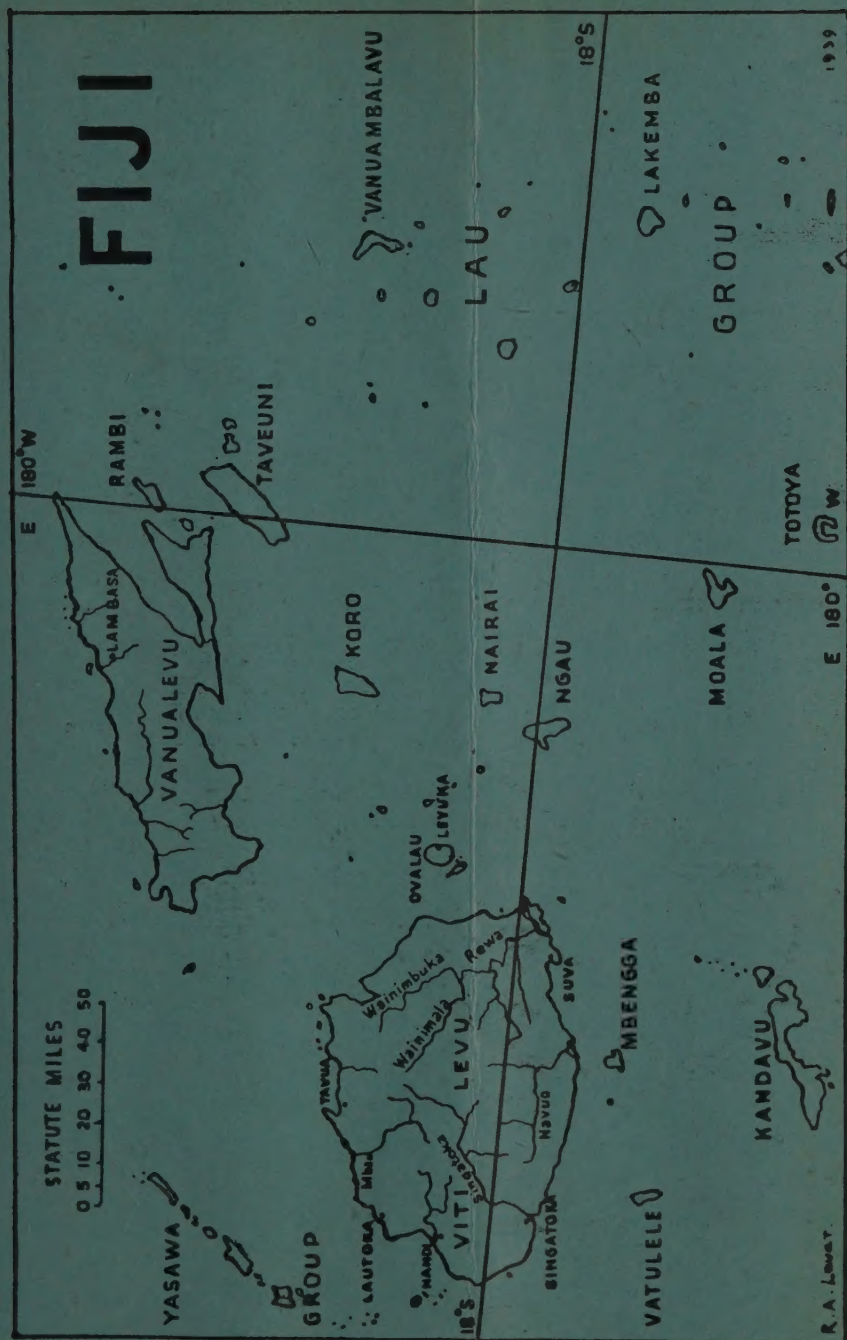 FIJI
STATUTE MILES
0 5 10 20 30 40 50
YASAWA
GROUP
E 180°W
RAMBI
LAMBASA
VANUALEVU
TAVEUNI
VANUAMBALAVU
KORO
LAU
GROUP
OVALAU
LEVUKA
NAIRAI
NGAU
TAVUA
Mba
LAUTOKA
NANDI
VITI LEVU
Wainimbuka
Wainimala
Rewa
Singatoka
Navua
SUVA
SINGATOKA
18°S
18°S
LAKEMBA
MBENGGA
VATULELE
KANDAVU
MOALA
TOTOYA
E 180° W
1939